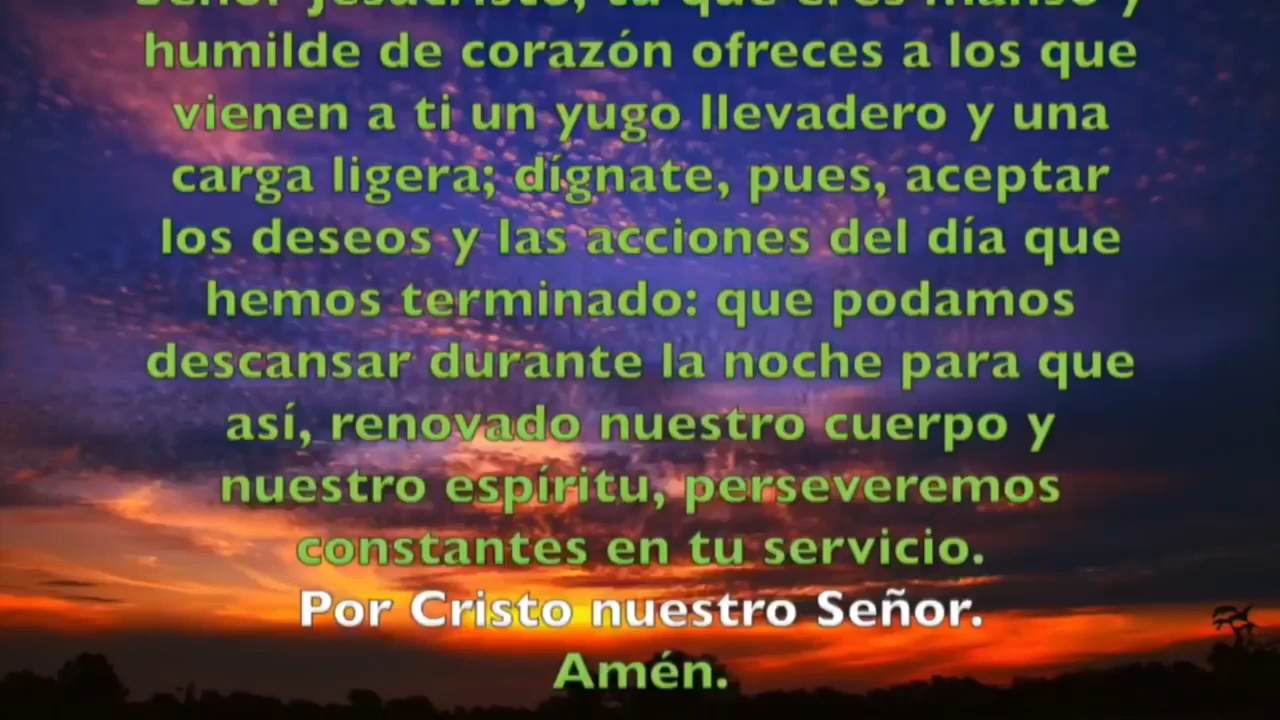 Señor Jesucristo, tú que eres manso y
humilde de corazón ofreces a los que
vienen a ti un yugo llevadero y una
carga ligera; dígnate, pues, aceptar
los deseos y las acciones del día que
hemos terminado: que podamos
descansar durante la noche para que
así, renovado nuestro cuerpo y
nuestro espíritu, perseveremos
constantes en tu servicio.
Por Cristo nuestro Señor.
Amén.